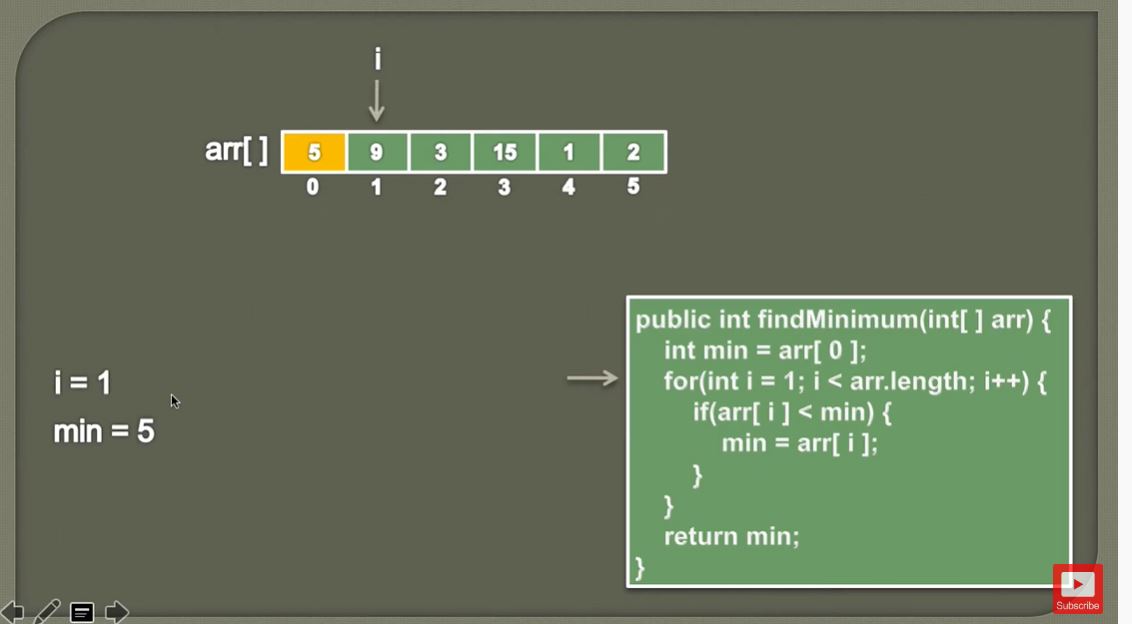 i
arr[ ] 5 9 3 15 1 2
0 1 2 3 4 5
i = 1
min = 5
public int findMinimum(int[ ] arr) {
int min = arr[ 0 ];
for(int i = 1; i < arr.length; i++) {
if(arr[ i ] < min) {
min = arr[ i ];
}
}
return min;
}
Subscribe